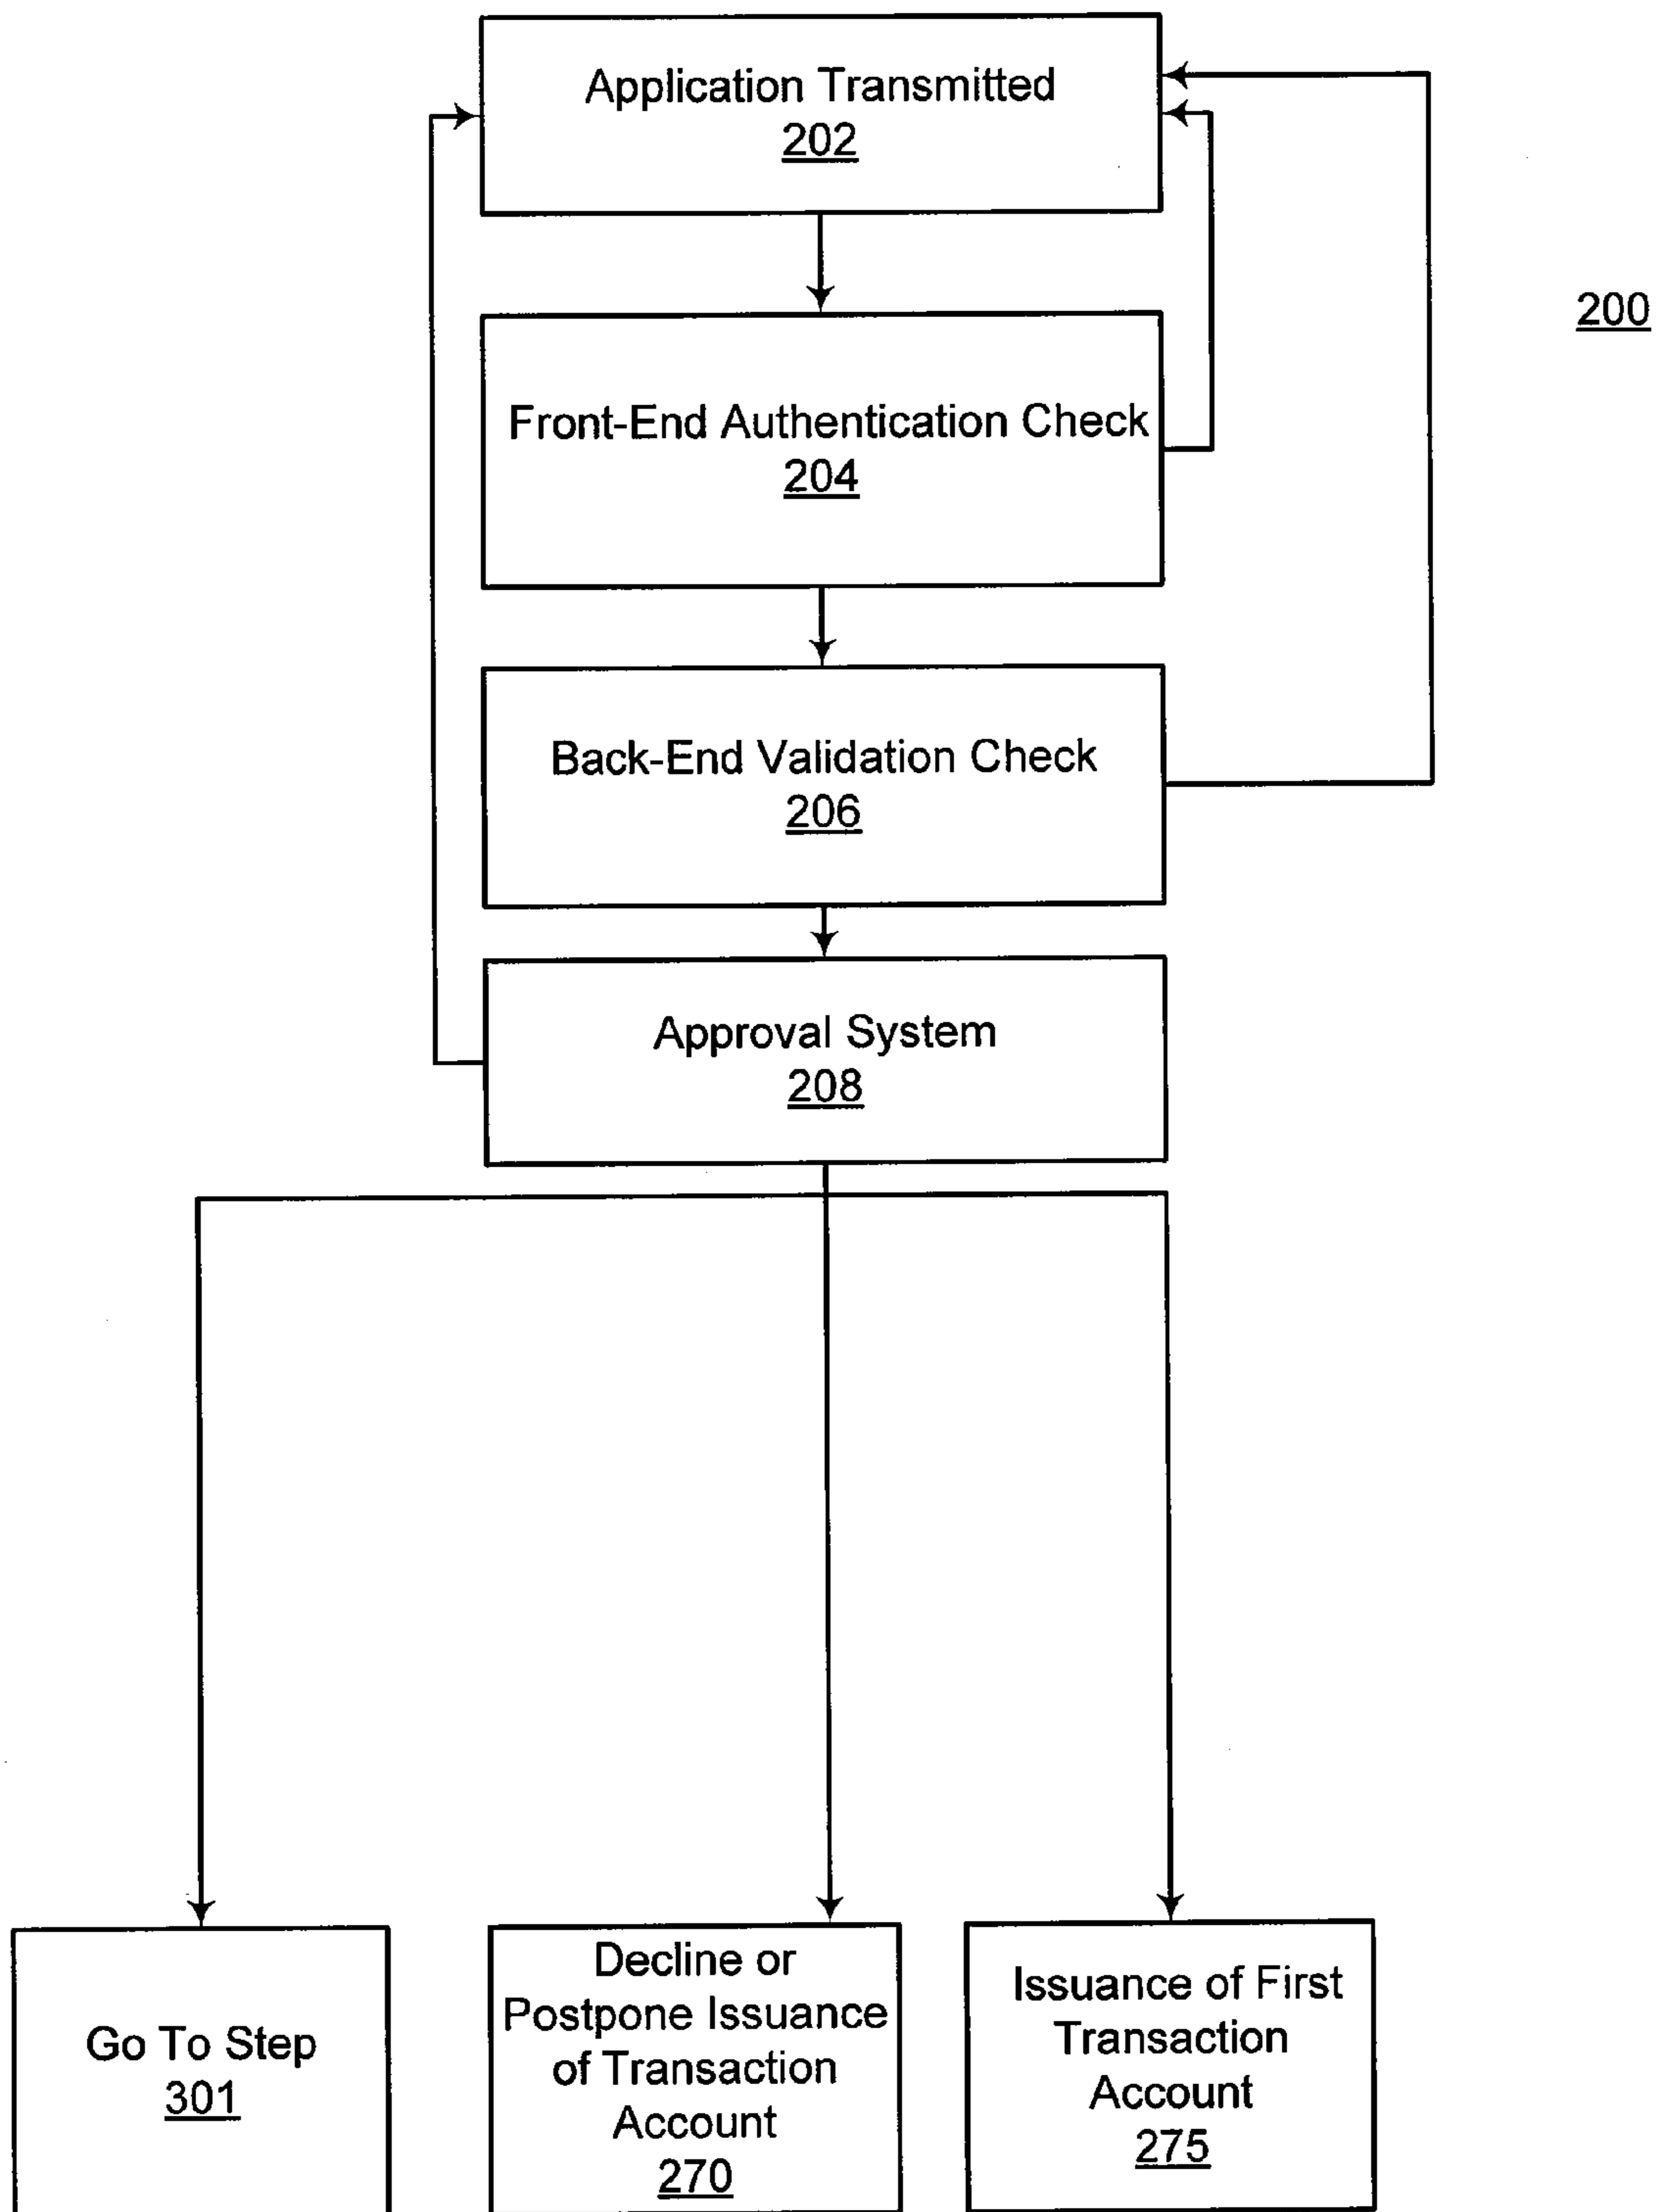 Application Transmitted
202
200
Front-End Authentication Check
204
Back-End Validation Check
206
Approval System
208
Go To Step
301
Decline or
Postpone Issuance
of Transaction
Account
270
Issuance of First
Transaction
Account
275